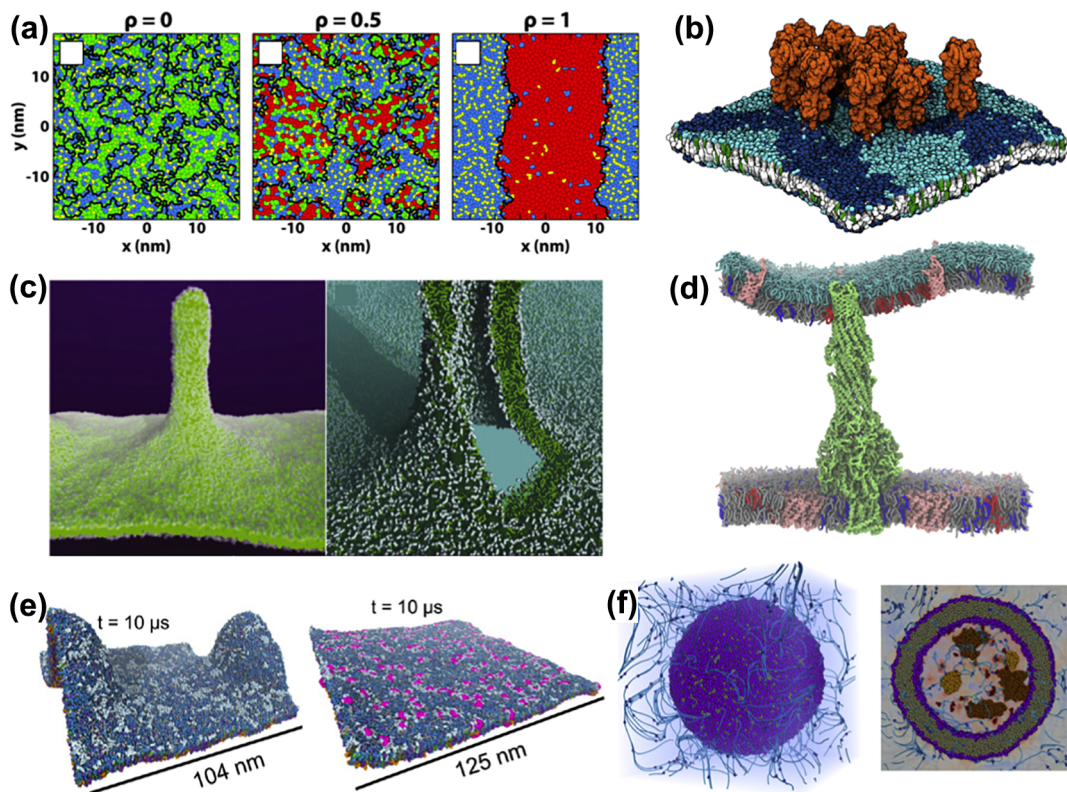 (a)
ρ = 0
ρ = 0.5
ρ = 1
y (nm)
10
0
-10
-10
0
10
-10
0
10
-10
0
10
x (nm)
x (nm)
x (nm)
(b)
(c)
(d)
(e)
t = 10 μs
104 nm
t = 10 μs
125 nm
(f)